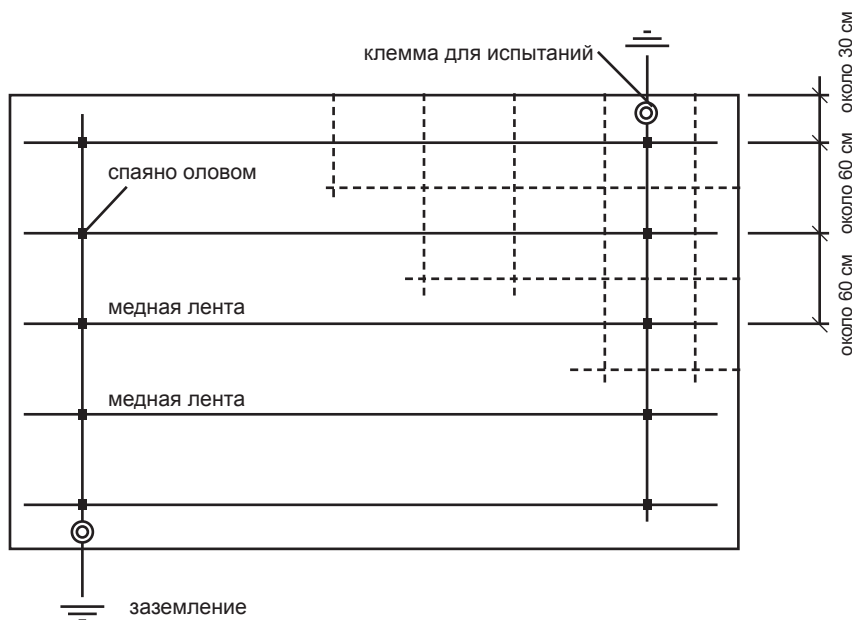 клемма для испытаний
спаяно оловом
медная лента
медная лента
заземление
около 30 см
около 60 см
около 60 см